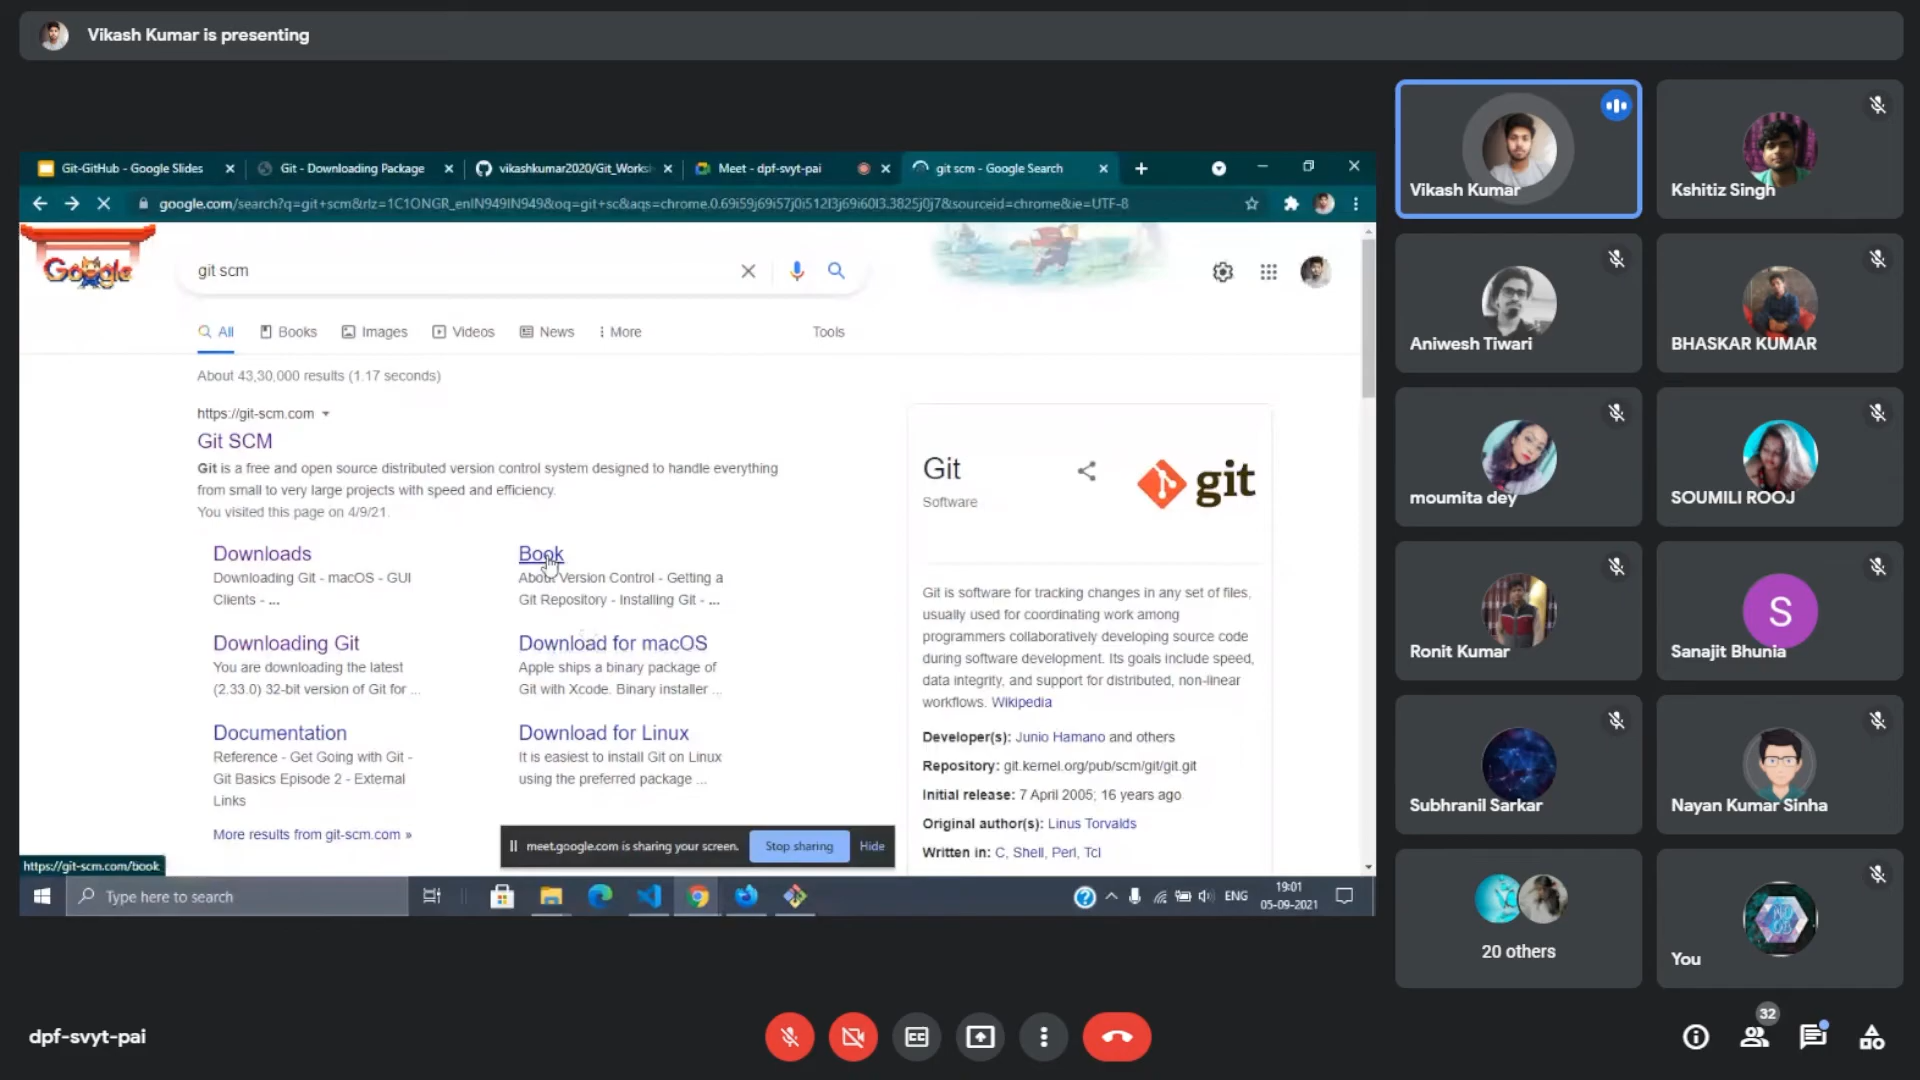 Vikash Kumar is presenting
Git-GitHub - Google Slides
Git - Downloading Package
vikashkumar2020/Git_Works
Meet - dpf-svyt-pai
git scm - Google Search
google.com/search?q=git+scm&rlz=1C1ONGR_enIN949IN949&oq=git+sc&aqs=chrome.0.69i59j69i57j0i512l3j69i60l3.3825j0j7&sourceid=chrome&ie=UTF-8
Google
git scm
All
Books
Images
Videos
News
More
Tools
About 43,30,000 results (1.17 seconds)
https://git-scm.com
Git SCM
Git is a free and open source distributed version control system designed to handle everything
from small to very large projects with speed and efficiency.
You visited this page on 4/9/21.
Downloads
Downloading Git - macOS - GUI
Clients - ...
Book
About Version Control - Getting a
Git Repository - Installing Git - ...
Downloading Git
You are downloading the latest
(2.33.0) 32-bit version of Git for ...
Download for macOS
Apple ships a binary package of
Git with Xcode. Binary installer ...
Documentation
Reference - Get Going with Git -
Git Basics Episode 2 - External
Links
Download for Linux
It is easiest to install Git on Linux
using the preferred package ...
More results from git-scm.com »
Git
Software
git
Git is software for tracking changes in any set of files,
usually used for coordinating work among
programmers collaboratively developing source code
during software development. Its goals include speed,
data integrity, and support for distributed, non-linear
workflows. Wikipedia
Developer(s): Junio Hamano and others
Repository: git.kernel.org/pub/scm/git/git.git
Initial release: 7 April 2005; 16 years ago
Original author(s): Linus Torvalds
Written in: C, Shell, Perl, Tcl
meet.google.com is sharing your screen.
Stop sharing
Hide
https://git-scm.com/book
Type here to search
ENG
19:01
05-09-2021
Vikash Kumar
Kshitiz Singh
Aniwesh Tiwari
BHASKAR KUMAR
moumita dey
SOUMILI ROOJ
Ronit Kumar
S
Sanajit Bhunia
Subhranil Sarkar
Nayan Kumar Sinha
20 others
You
dpf-svyt-pai
CC
32